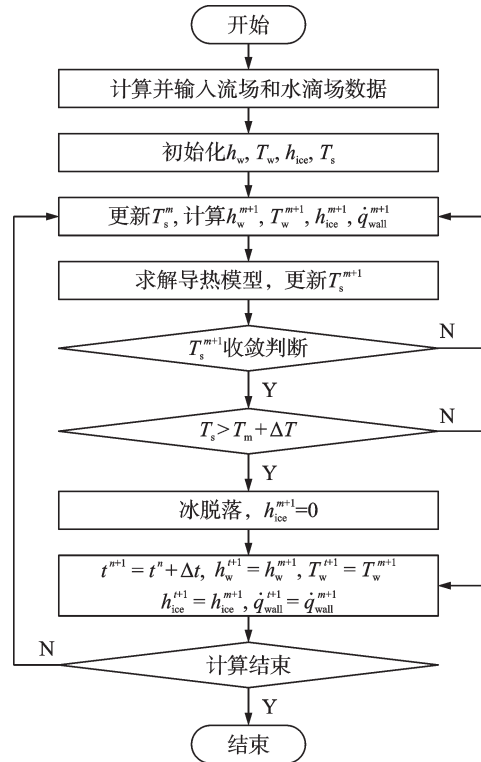 开始
计算并输入流场和水滴场数据
初始化h_w, T_w, h_ice, T_s
更新T_s^m, 计算h_w^{m+1}, T_w^{m+1}, h_ice^{m+1}, q̇_wall^{m+1}
求解导热模型，更新T_s^{m+1}
T_s^{m+1}收敛判断
N
Y
T_s > T_m + ΔT
N
Y
冰脱落，h_ice^{m+1}=0
t^{n+1} = t^n + Δt, h_w^{t+1} = h_w^{m+1}, T_w^{t+1} = T_w^{m+1}
h_ice^{t+1} = h_ice^{m+1}, q̇_wall^{t+1} = q̇_wall^{m+1}
N
计算结束
Y
结束